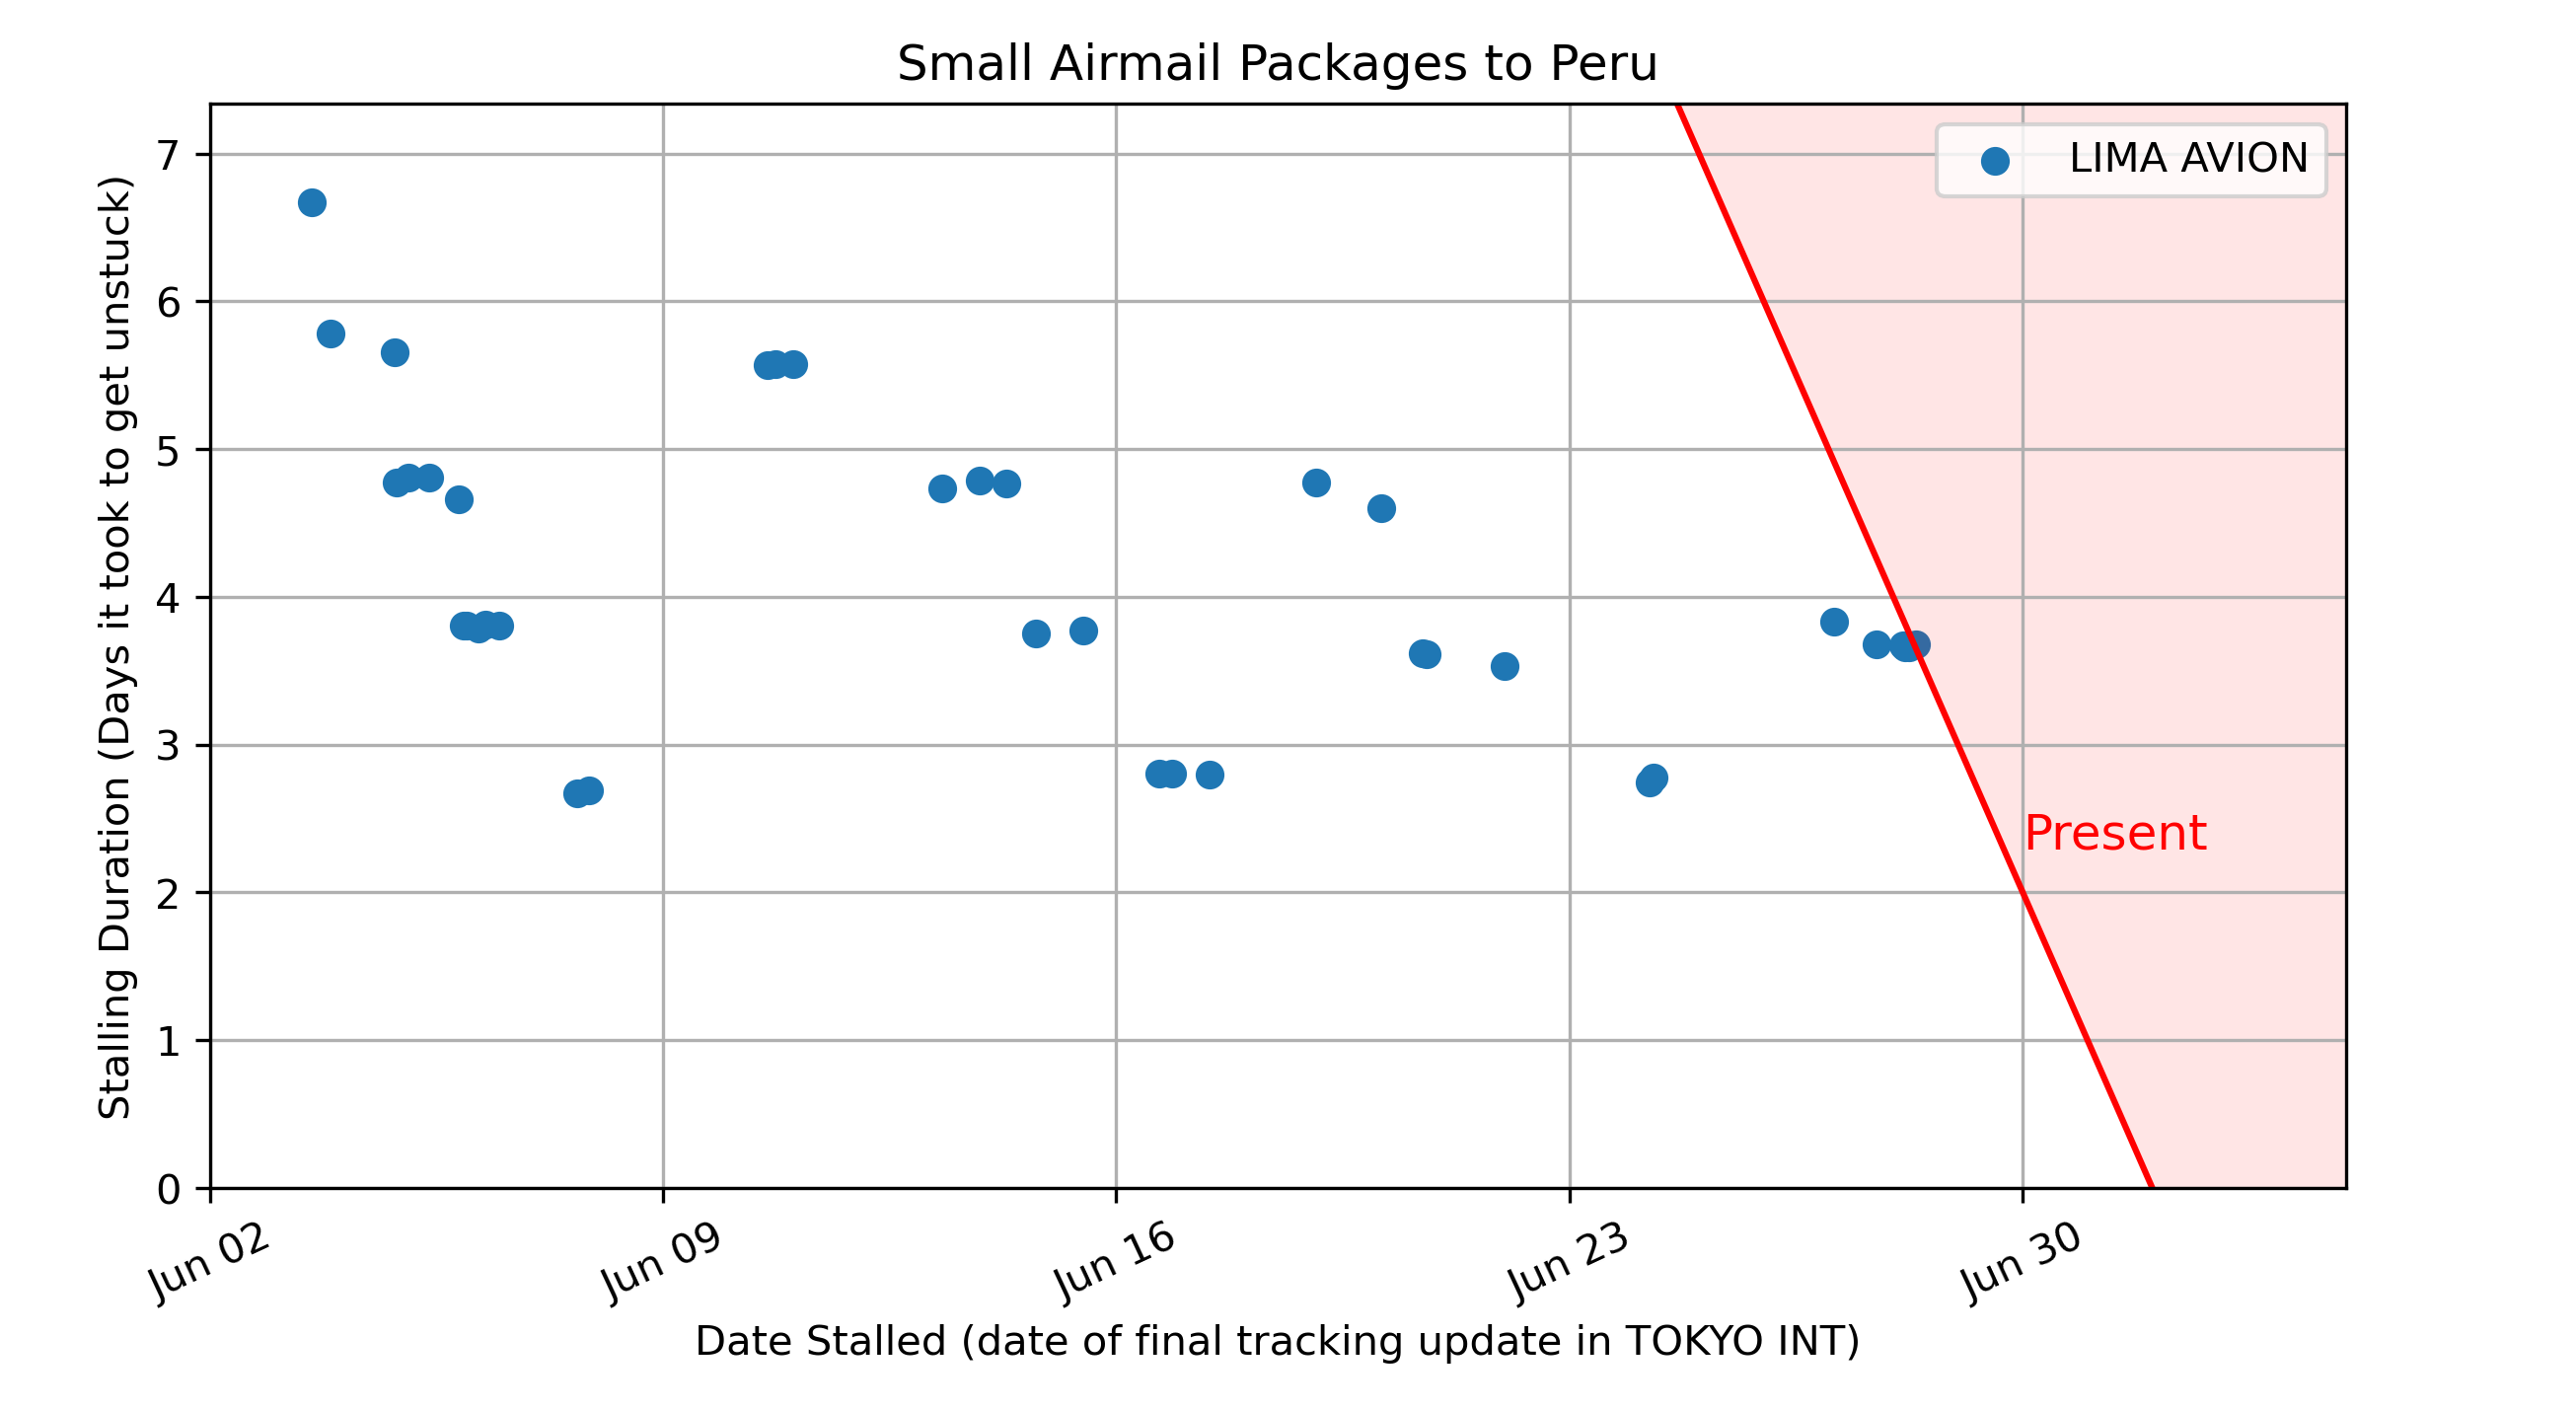 Small Airmail Packages to Peru
LIMA AVION
Stalling Duration (Days it took to get unstuck)
7
6
5
4
3
2
1
0
Present
Jun 02
Jun 09
Jun 16
Jun 23
Jun 30
Date Stalled (date of final tracking update in TOKYO INT)